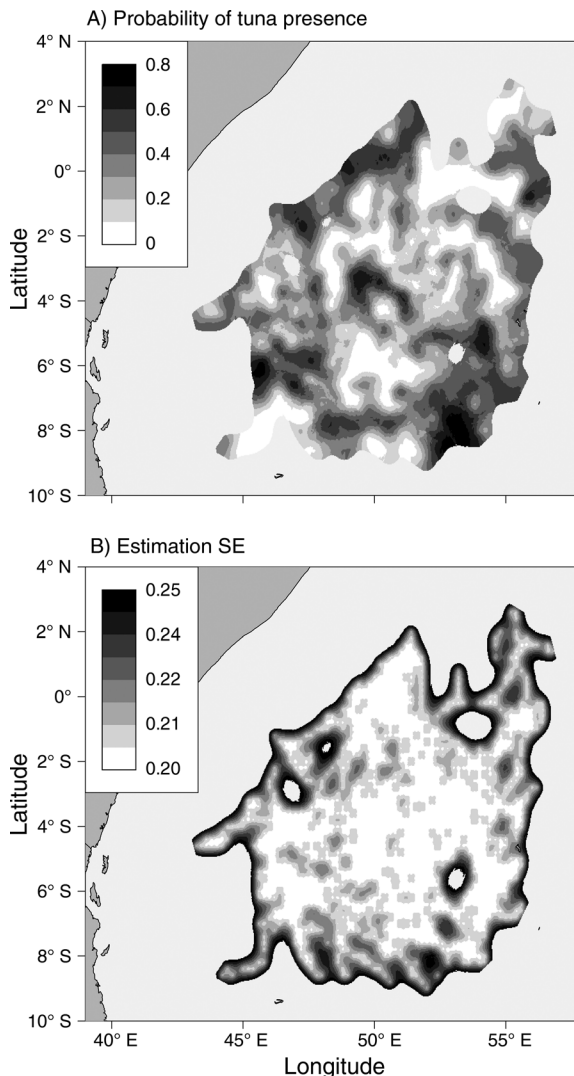 A) Probability of tuna presence
4° N
0.8
0.6
2° N
0.4
0°
0.2
0
2° S
Latitude
4° S
6° S
8° S
10° S
B) Estimation SE
4° N
0.25
0.24
2° N
0.22
0°
0.21
0.20
2° S
Latitude
4° S
6° S
8° S
10° S
40° E 45° E 50° E 55° E
Longitude